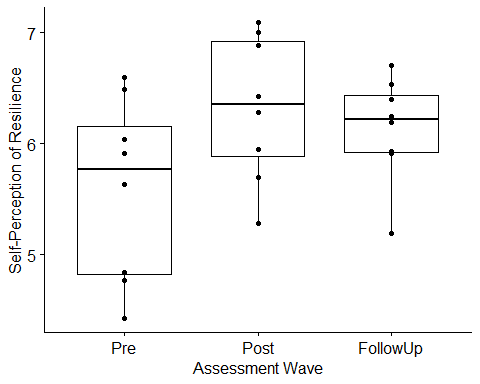 Self-Perception of Resilience
7
6
5
Pre Post FollowUp
Assessment Wave